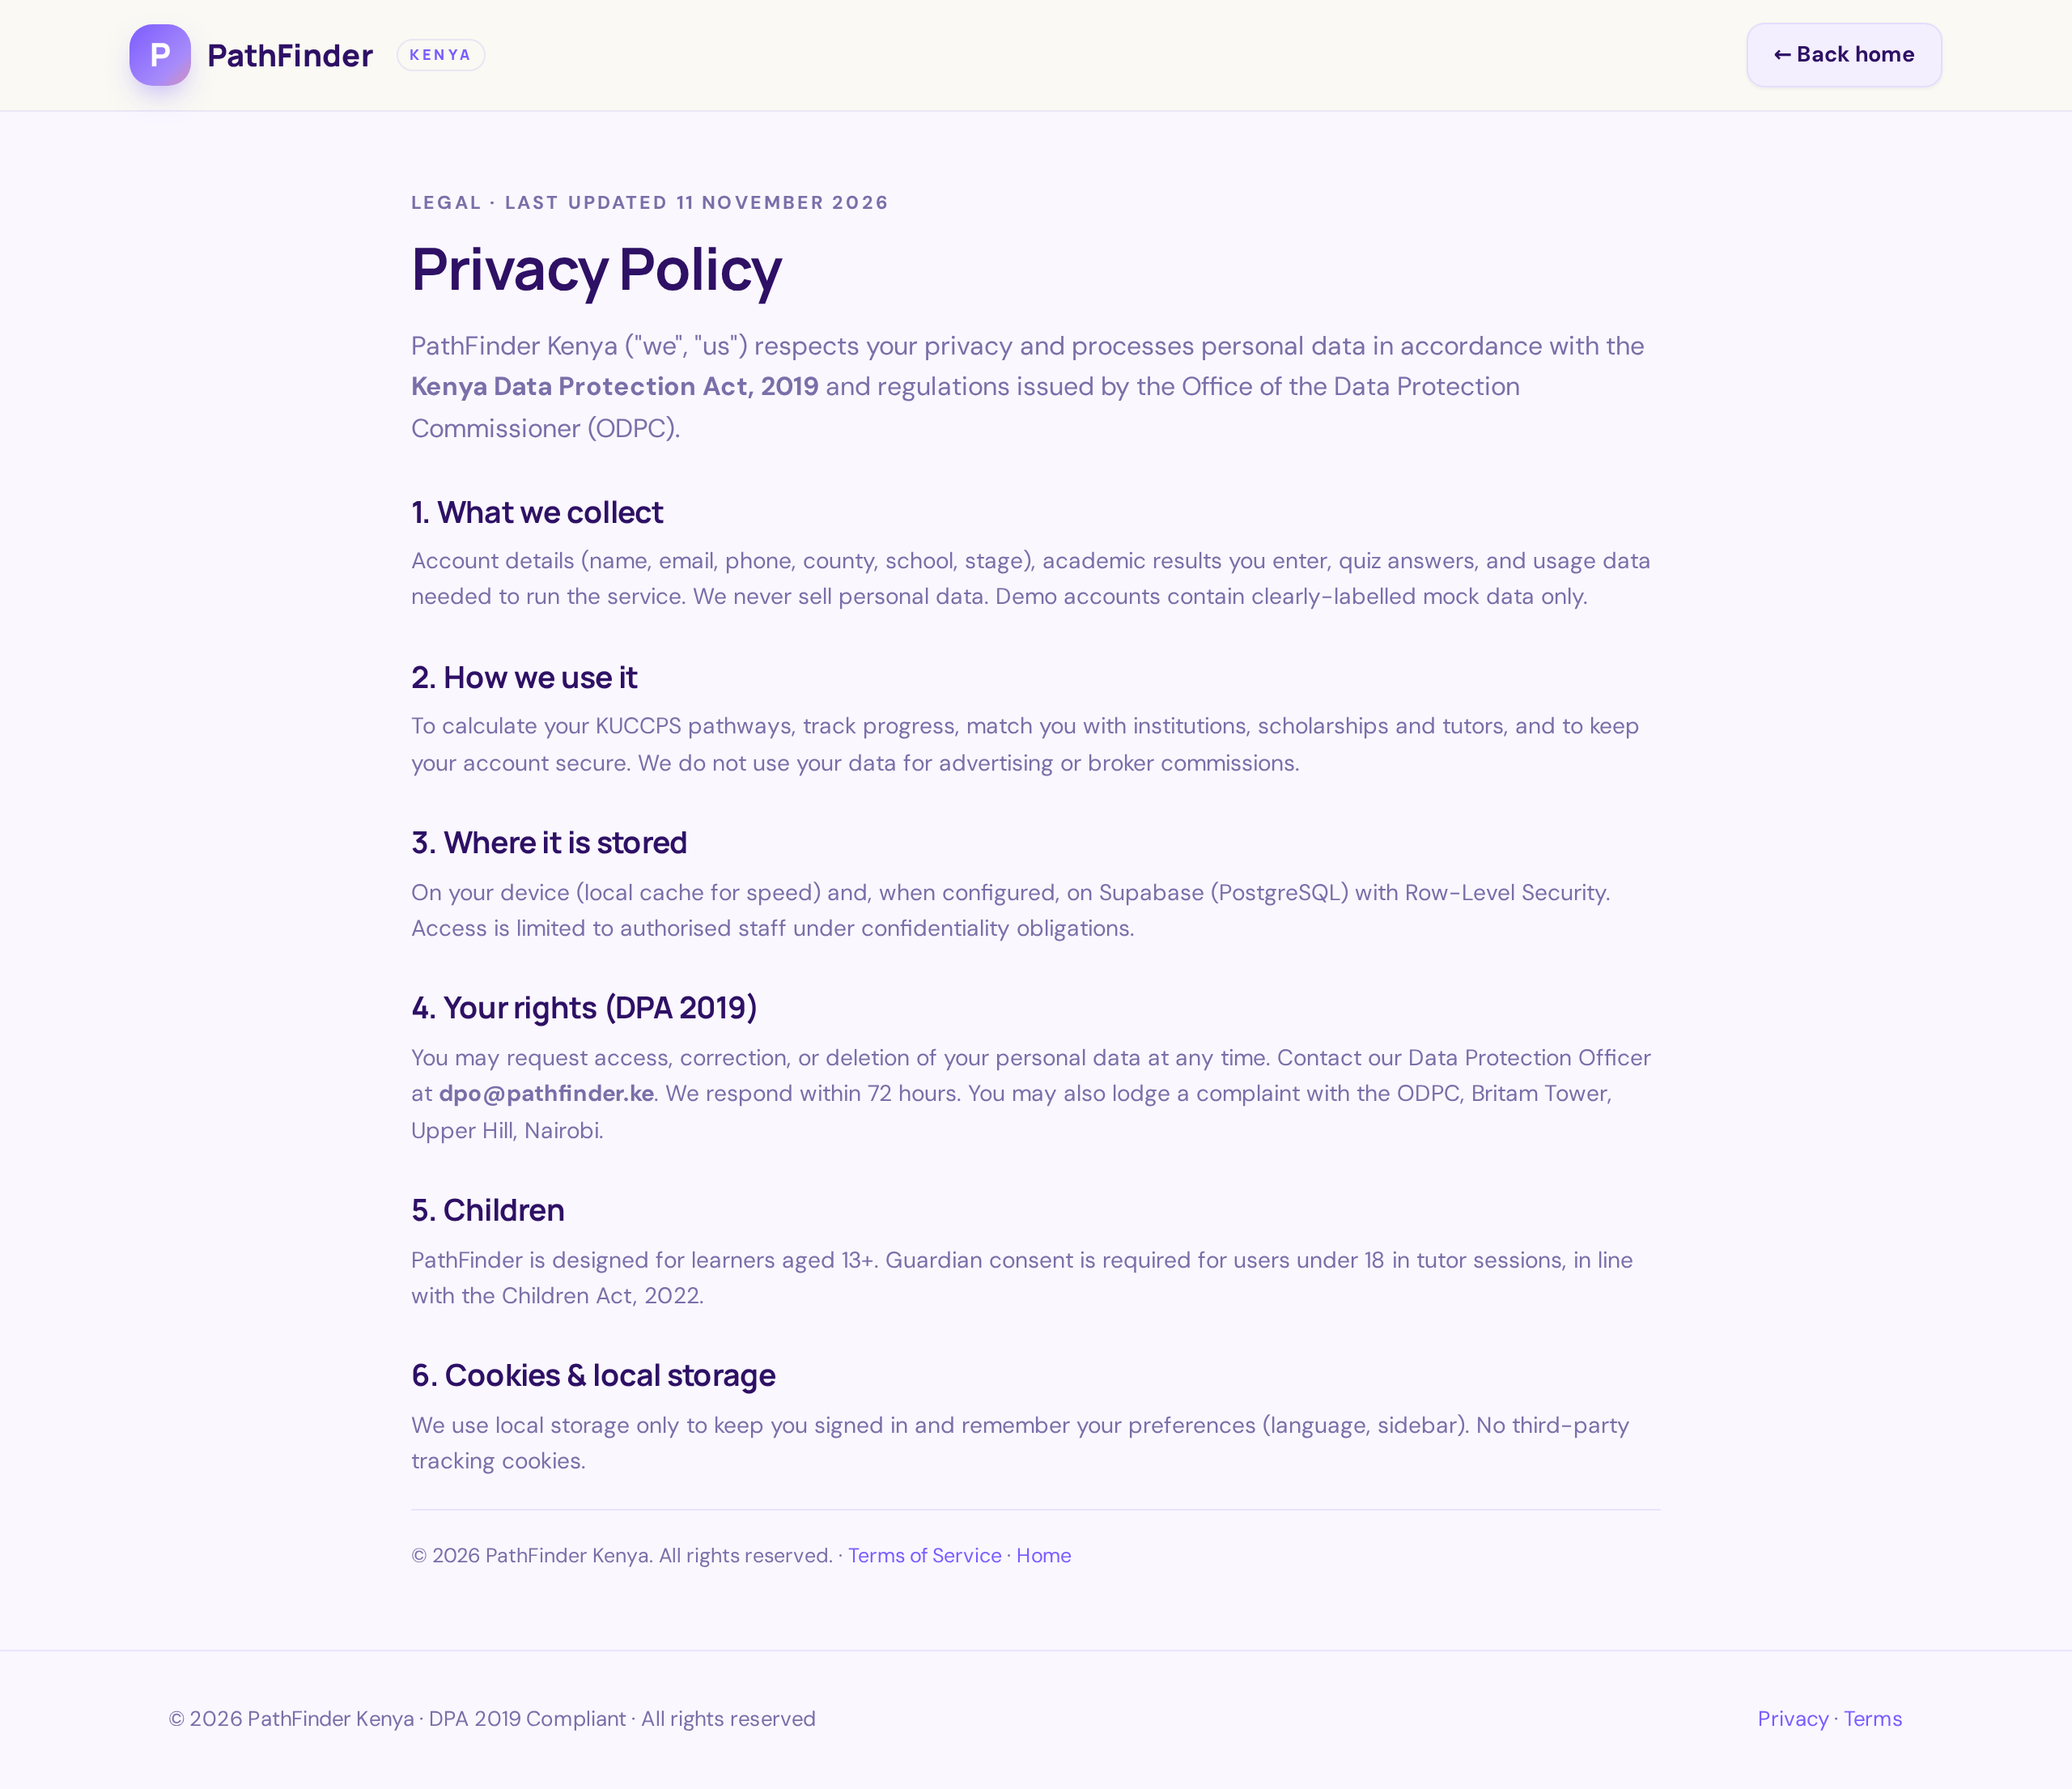 P PathFinder KENYA
← Back home
LEGAL · LAST UPDATED 11 NOVEMBER 2026
Privacy Policy
PathFinder Kenya ("we", "us") respects your privacy and processes personal data in accordance with the
Kenya Data Protection Act, 2019 and regulations issued by the Office of the Data Protection
Commissioner (ODPC).
1. What we collect
Account details (name, email, phone, county, school, stage), academic results you enter, quiz answers, and usage data
needed to run the service. We never sell personal data. Demo accounts contain clearly-labelled mock data only.
2. How we use it
To calculate your KUCCPS pathways, track progress, match you with institutions, scholarships and tutors, and to keep
your account secure. We do not use your data for advertising or broker commissions.
3. Where it is stored
On your device (local cache for speed) and, when configured, on Supabase (PostgreSQL) with Row-Level Security.
Access is limited to authorised staff under confidentiality obligations.
4. Your rights (DPA 2019)
You may request access, correction, or deletion of your personal data at any time. Contact our Data Protection Officer
at dpo@pathfinder.ke. We respond within 72 hours. You may also lodge a complaint with the ODPC, Britam Tower,
Upper Hill, Nairobi.
5. Children
PathFinder is designed for learners aged 13+. Guardian consent is required for users under 18 in tutor sessions, in line
with the Children Act, 2022.
6. Cookies & local storage
We use local storage only to keep you signed in and remember your preferences (language, sidebar). No third-party
tracking cookies.
© 2026 PathFinder Kenya. All rights reserved. · Terms of Service · Home
© 2026 PathFinder Kenya · DPA 2019 Compliant · All rights reserved
Privacy · Terms